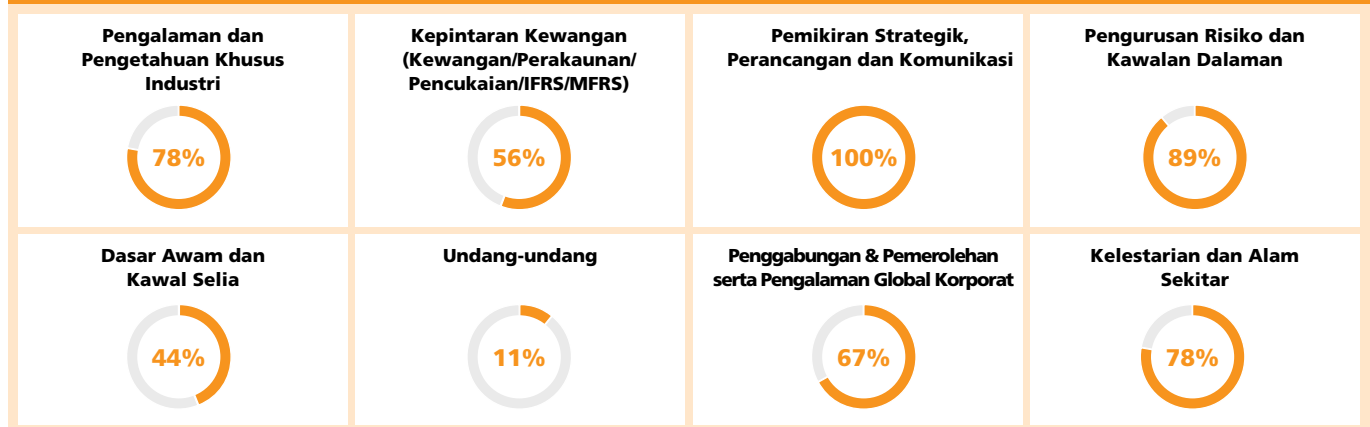 Pengalaman dan
Pengetahuan Khusus
Industri
78%
Kepintaran Kewangan
(Kewangan/Perakaunan/
Pencukaian/IFRS/MFRS)
56%
Pemikiran Strategik,
Perancangan dan Komunikasi
100%
Pengurusan Risiko dan
Kawalan Dalaman
89%
Dasar Awam dan
Kawal Selia
44%
Undang-undang
11%
Penggabungan & Pemerolehan
serta Pengalaman Global Korporat
67%
Kelestarian dan Alam
Sekitar
78%